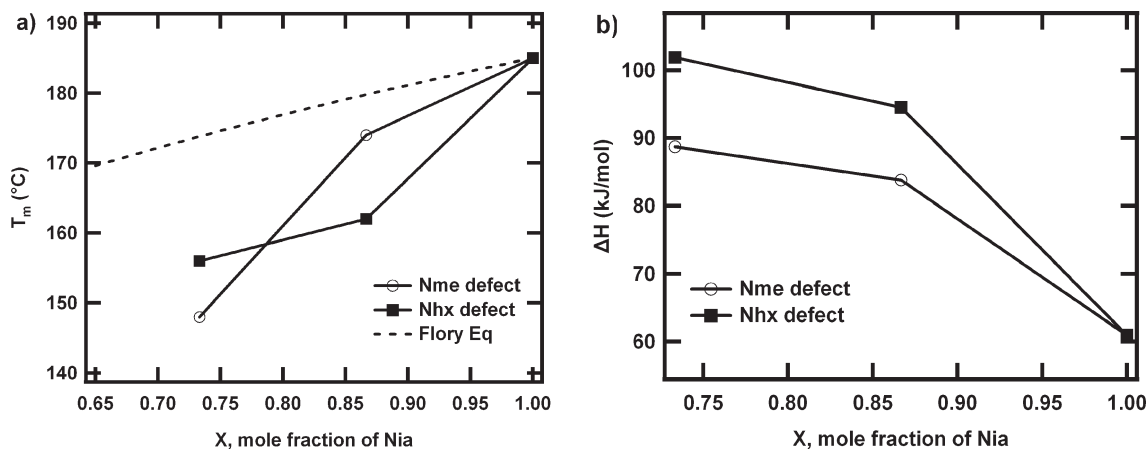 a)
190
180
170
160
150
140
T_m (°C)
Nme defect
Nhx defect
Flory Eq
0.65 0.70 0.75 0.80 0.85 0.90 0.95 1.00
X, mole fraction of Nia
b)
100
90
80
70
60
ΔH (kJ/mol)
Nme defect
Nhx defect
0.75 0.80 0.85 0.90 0.95 1.00
X, mole fraction of Nia